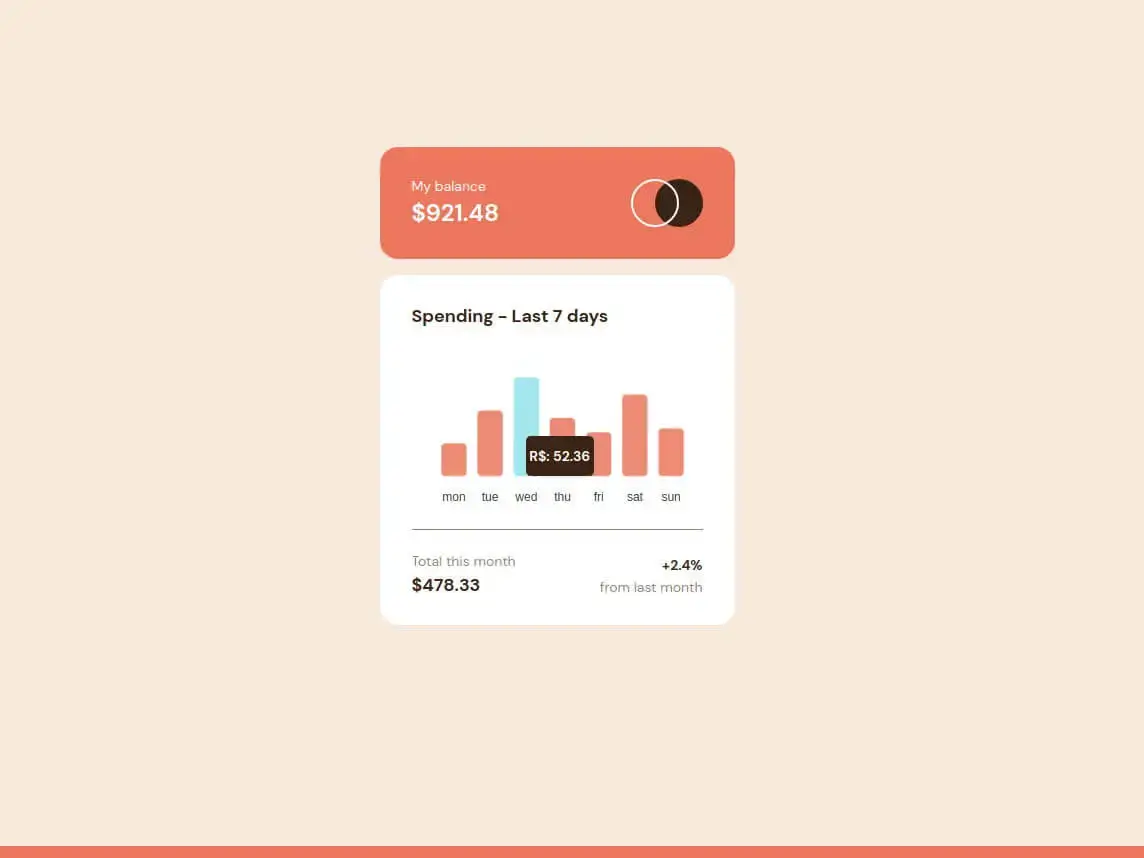 My balance
$921.48
Spending - Last 7 days
R$: 52.36
mon tue wed thu fri sat sun
Total this month
$478.33
+2.4%
from last month